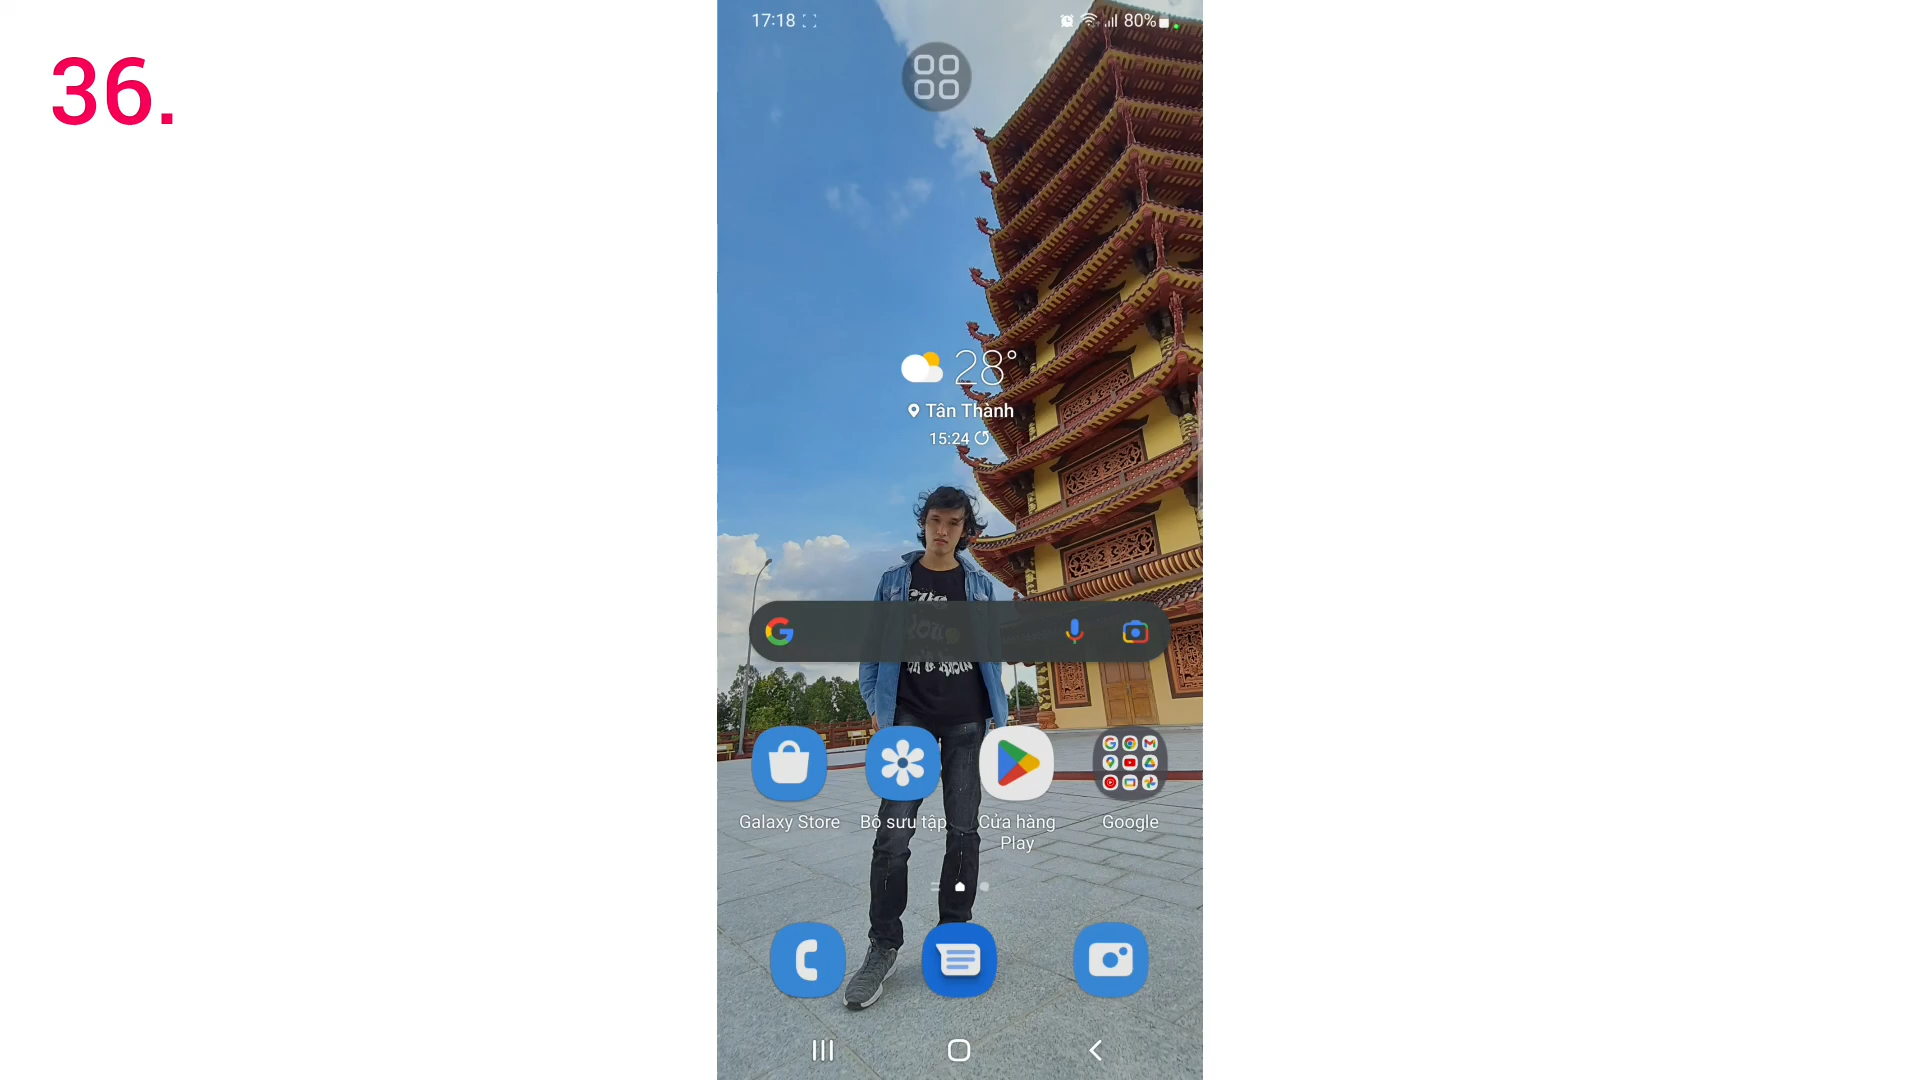 36.
17:18
80%
28°
Tân Thành
15:24
Galaxy Store
Bộ sưu tập
Cửa hàng
Play
Google